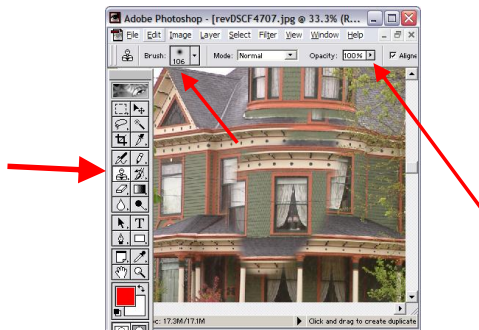 Adobe Photoshop - [revDSCF4707.jpg @ 33.3% (R...
File Edit Image Layer Select Filter View Window Help
Brush: 106 Mode: Normal Opacity: 100% Aligne
T
c: 17.3M/17.1M Click and drag to create duplicate